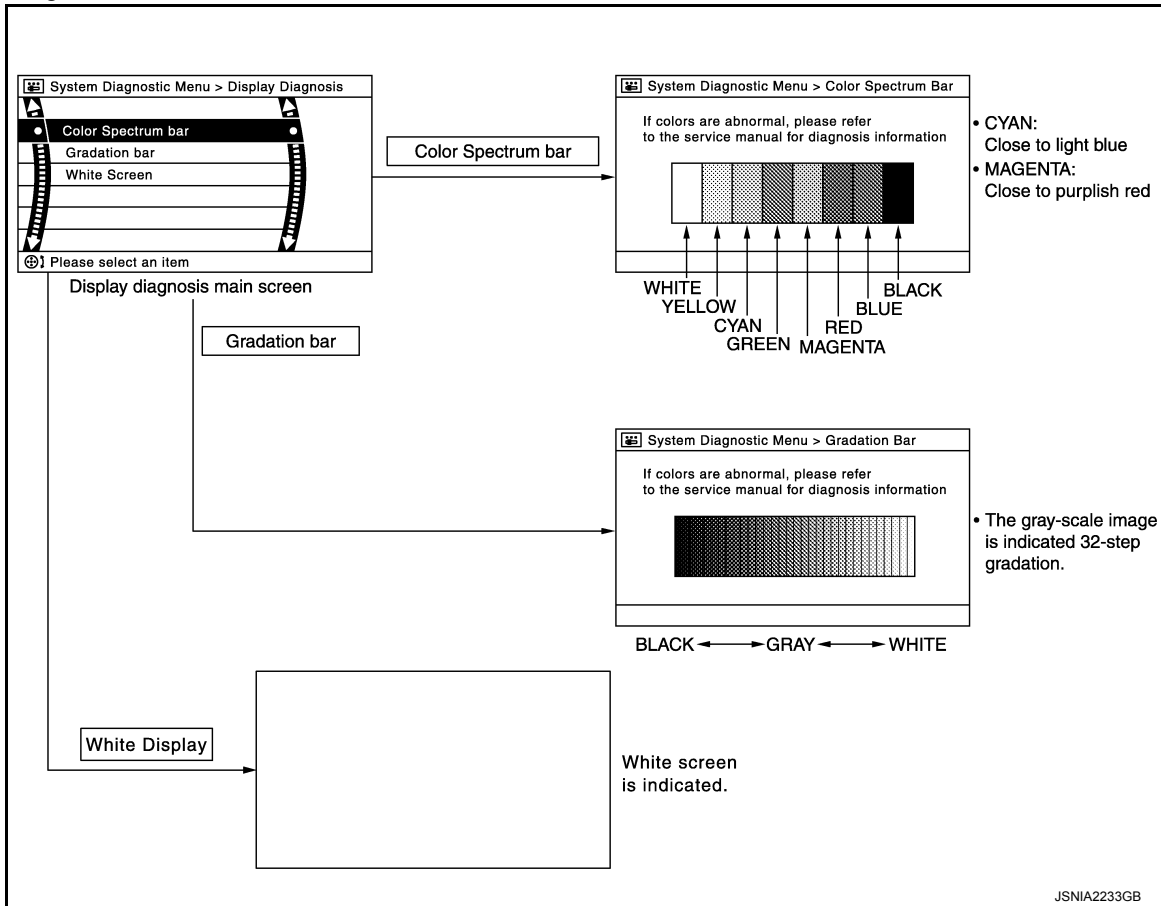 System Diagnostic Menu > Display Diagnosis
Color Spectrum bar
Gradation bar
White Screen
Please select an item
Display diagnosis main screen
Color Spectrum bar
System Diagnostic Menu > Color Spectrum Bar
If colors are abnormal, please refer
to the service manual for diagnosis information
WHITE
YELLOW
CYAN
GREEN
MAGENTA
RED
BLUE
BLACK
• CYAN:
Close to light blue
• MAGENTA:
Close to purplish red
Gradation bar
System Diagnostic Menu > Gradation Bar
If colors are abnormal, please refer
to the service manual for diagnosis information
BLACK GRAY WHITE
• The gray-scale image
is indicated 32-step
gradation.
White Display
White screen
is indicated.
JSNIA2233GB